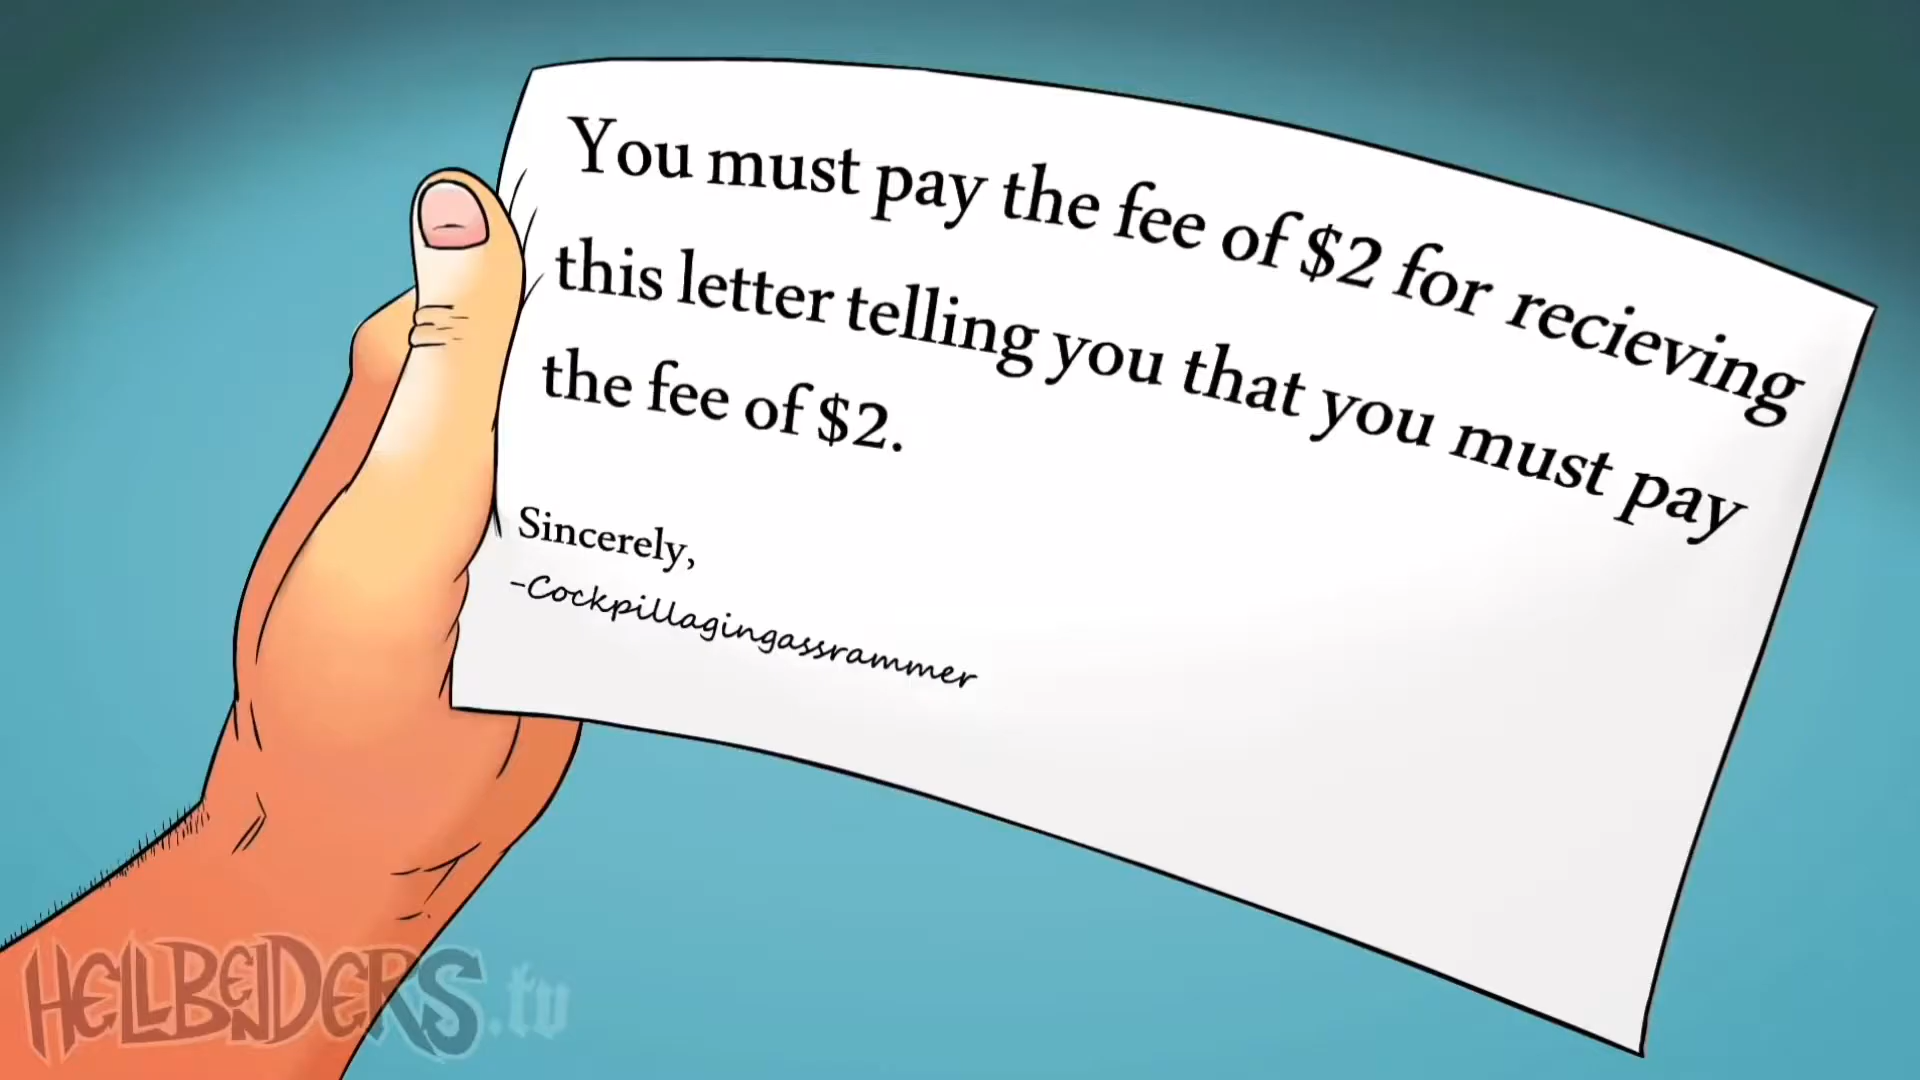 You must pay the fee of $2 for recieving
this letter telling you that you must pay
the fee of $2.
Sincerely,
-Cockpillagingassrammer
HELLBENDERS.tv